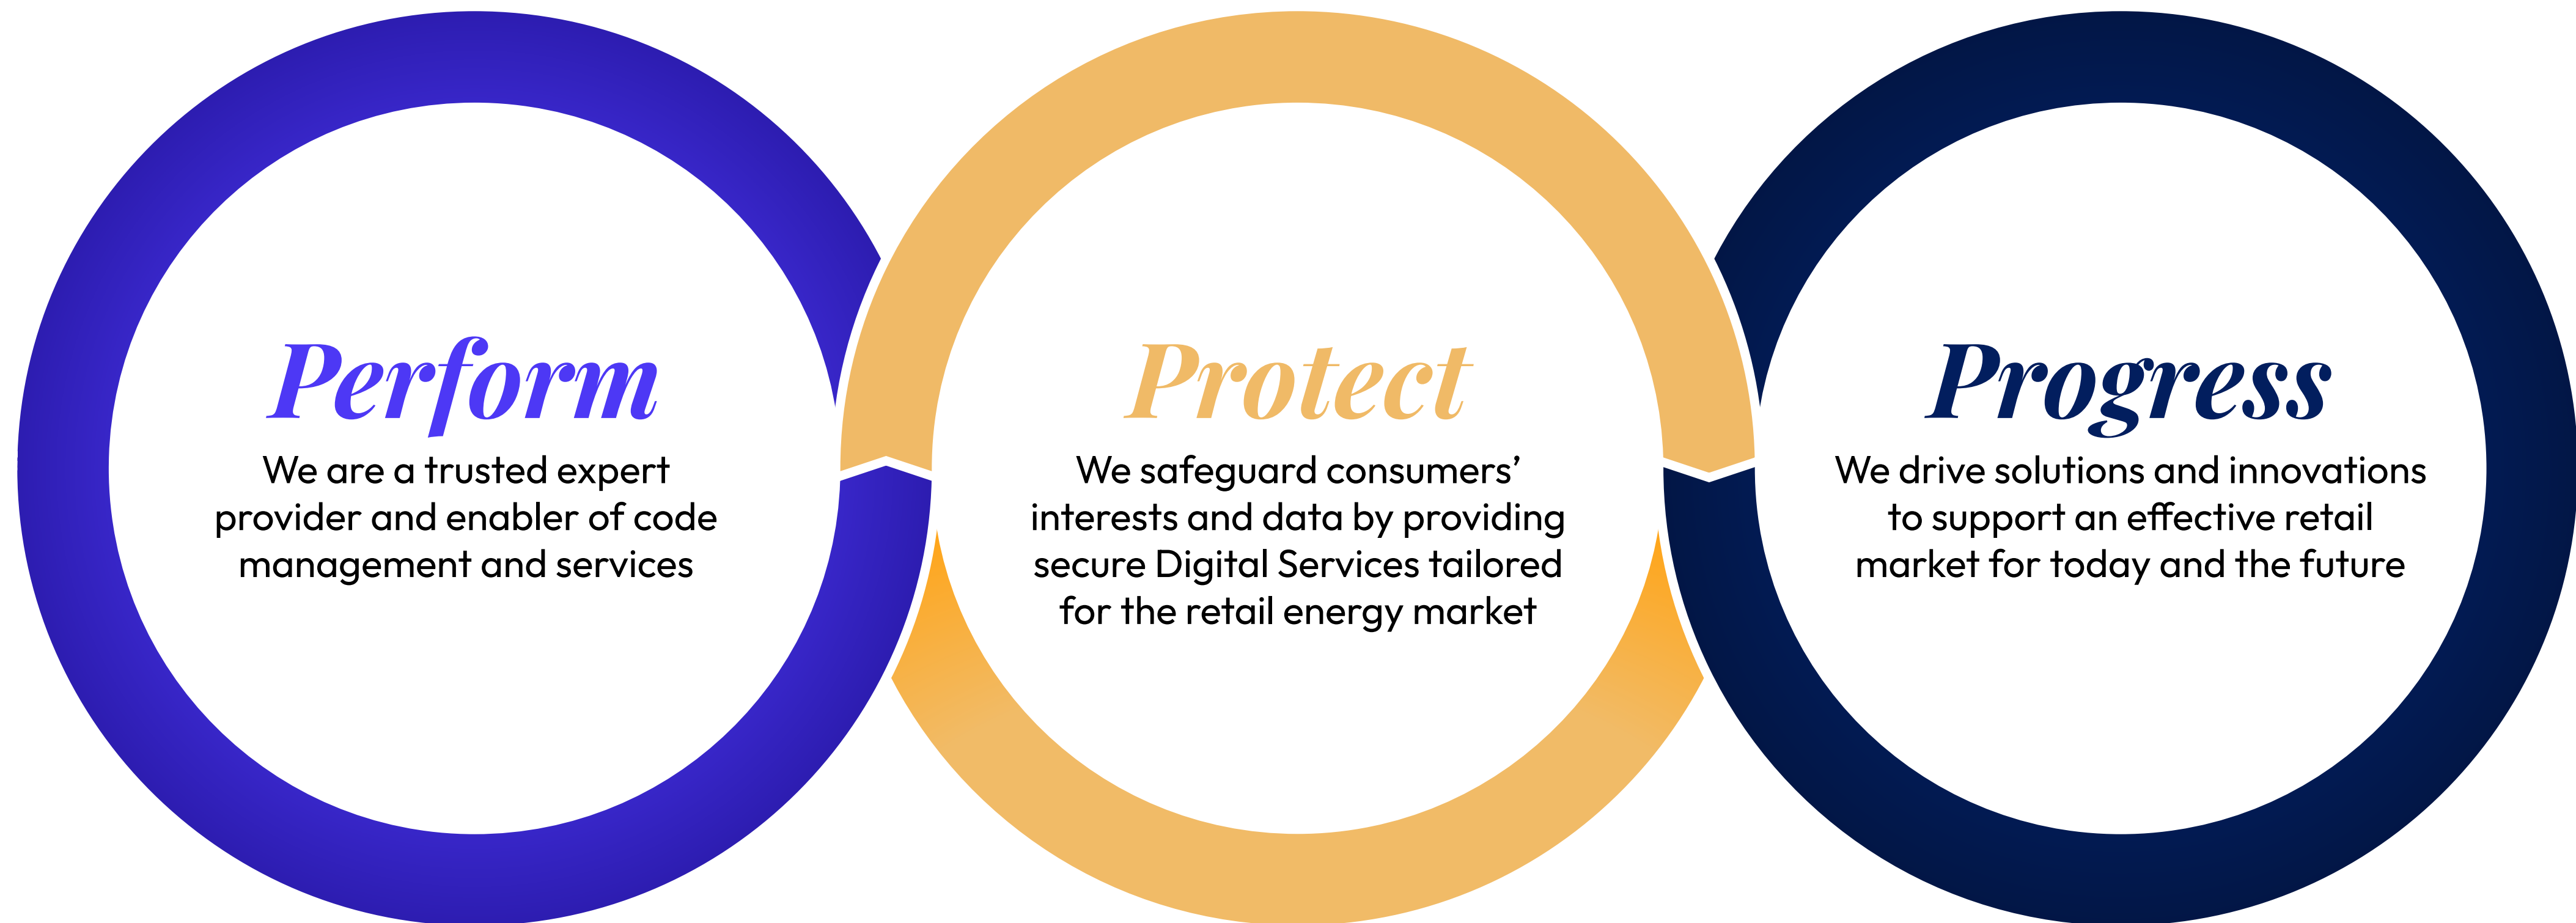 Perform
We are a trusted expert
provider and enabler of code
management and services
Protect
We safeguard consumers’
interests and data by providing
secure Digital Services tailored
for the retail energy market
Progress
We drive solutions and innovations
to support an effective retail
market for today and the future